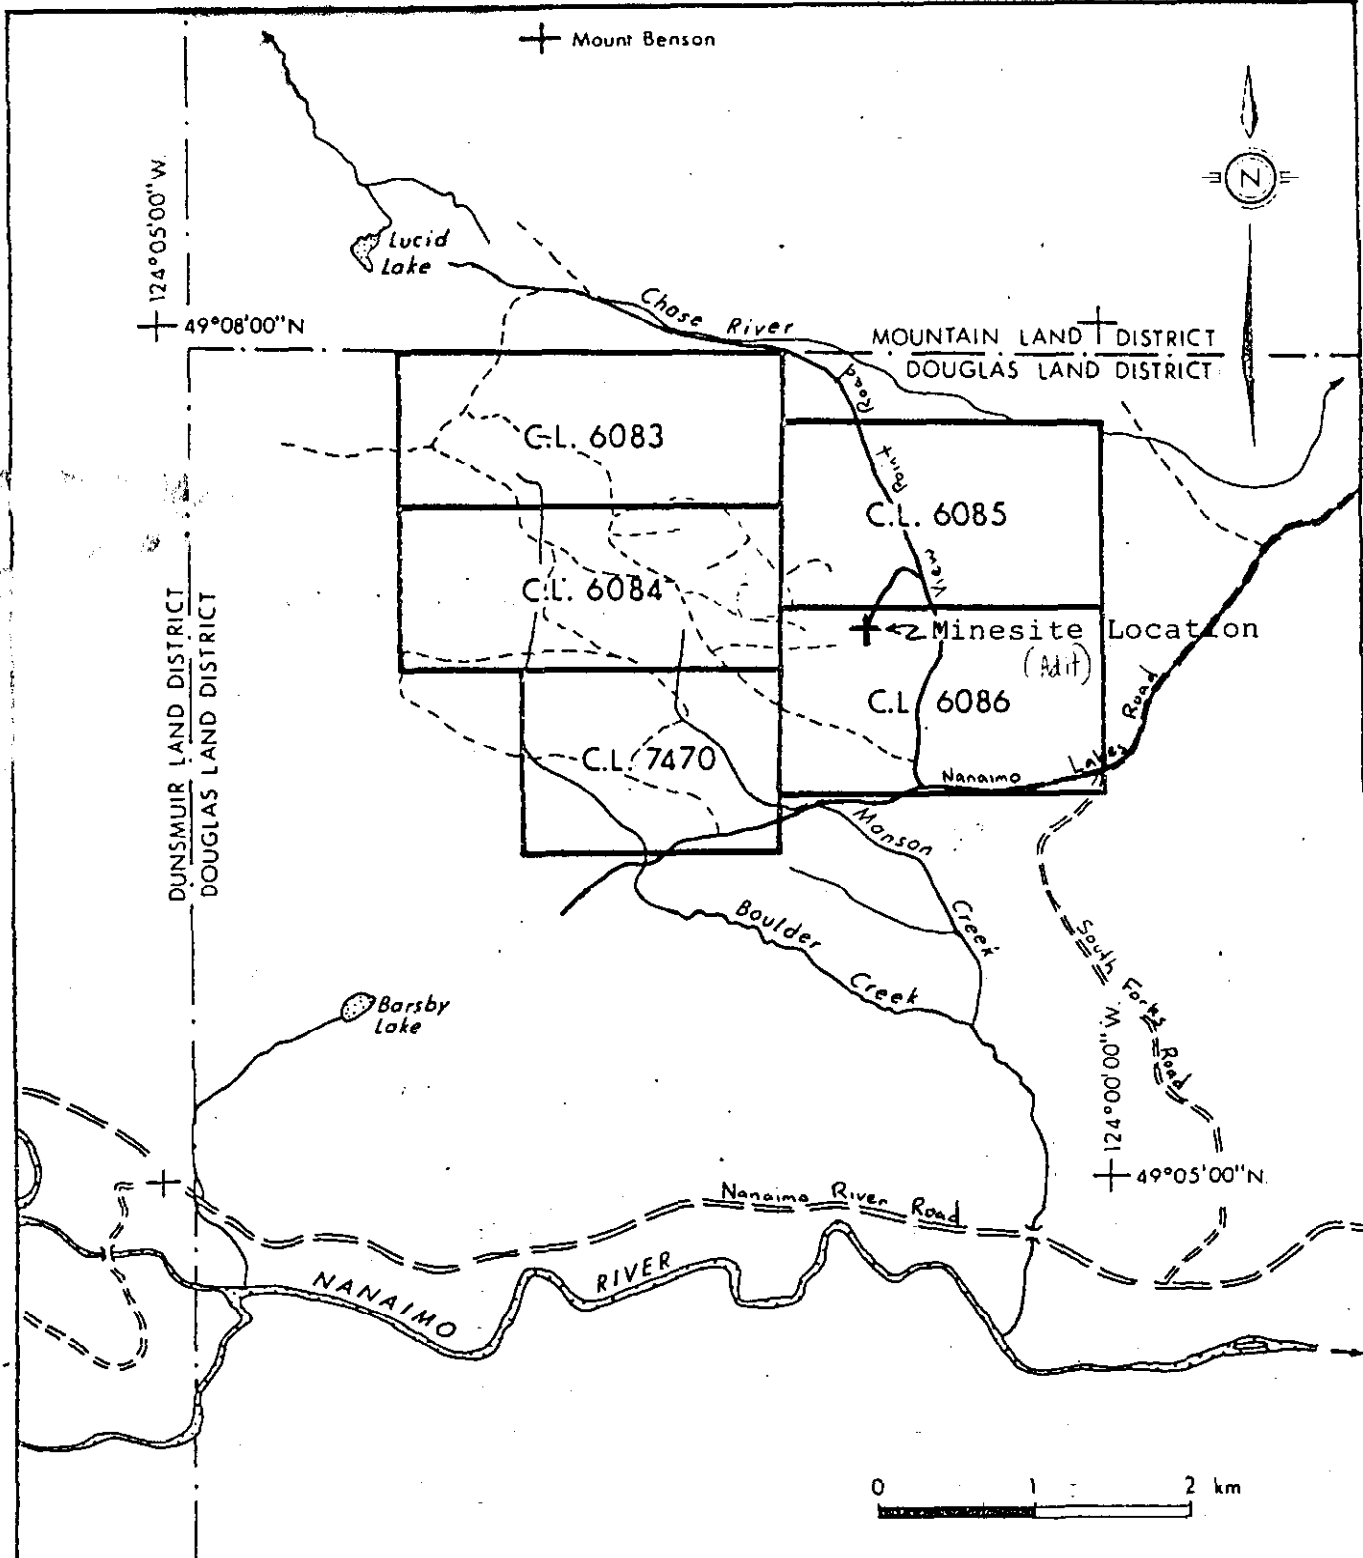 Mount Benson
N
124°05'00"W.
Lucid
Lake
49°08'00"N
Chase River
MOUNTAIN LAND DISTRICT
DOUGLAS LAND DISTRICT
C.L. 6083
View Point Road
C.L. 6085
C.L. 6084
Minesite Location
(Adit)
C.L. 6086
DUNSMUIR LAND DISTRICT
DOUGLAS LAND DISTRICT
C.L. 7470
Nanaimo Lakes Road
Manson Creek
Boulder Creek
South Forks Road
Barsby
Lake
124°00'00"W.
49°05'00"N.
Nanaimo River Road
NANAIMO RIVER
0 1 2 km